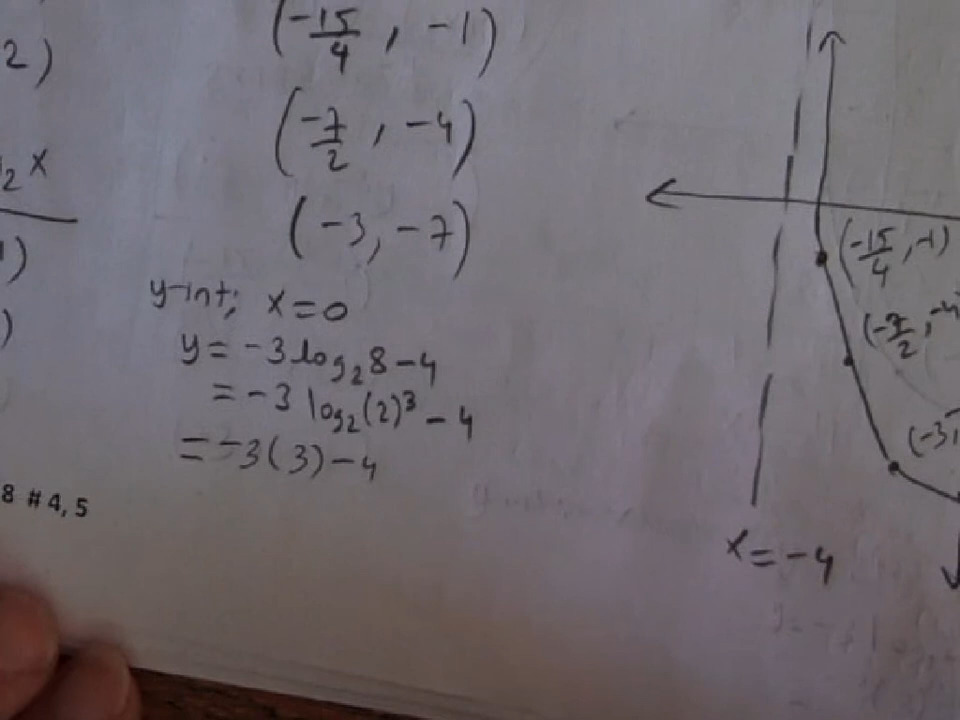 2)
2 x
)
)
8 # 4, 5
(-15/4, -1)
(-7/2, -4)
(-3, -7)
y-int; x = 0
y = -3 log₂ 8 - 4
= -3 log₂ (2)³ - 4
= -3(3) - 4
(-15/4, -1)
(-7/2, -4
(-3,
x = -4